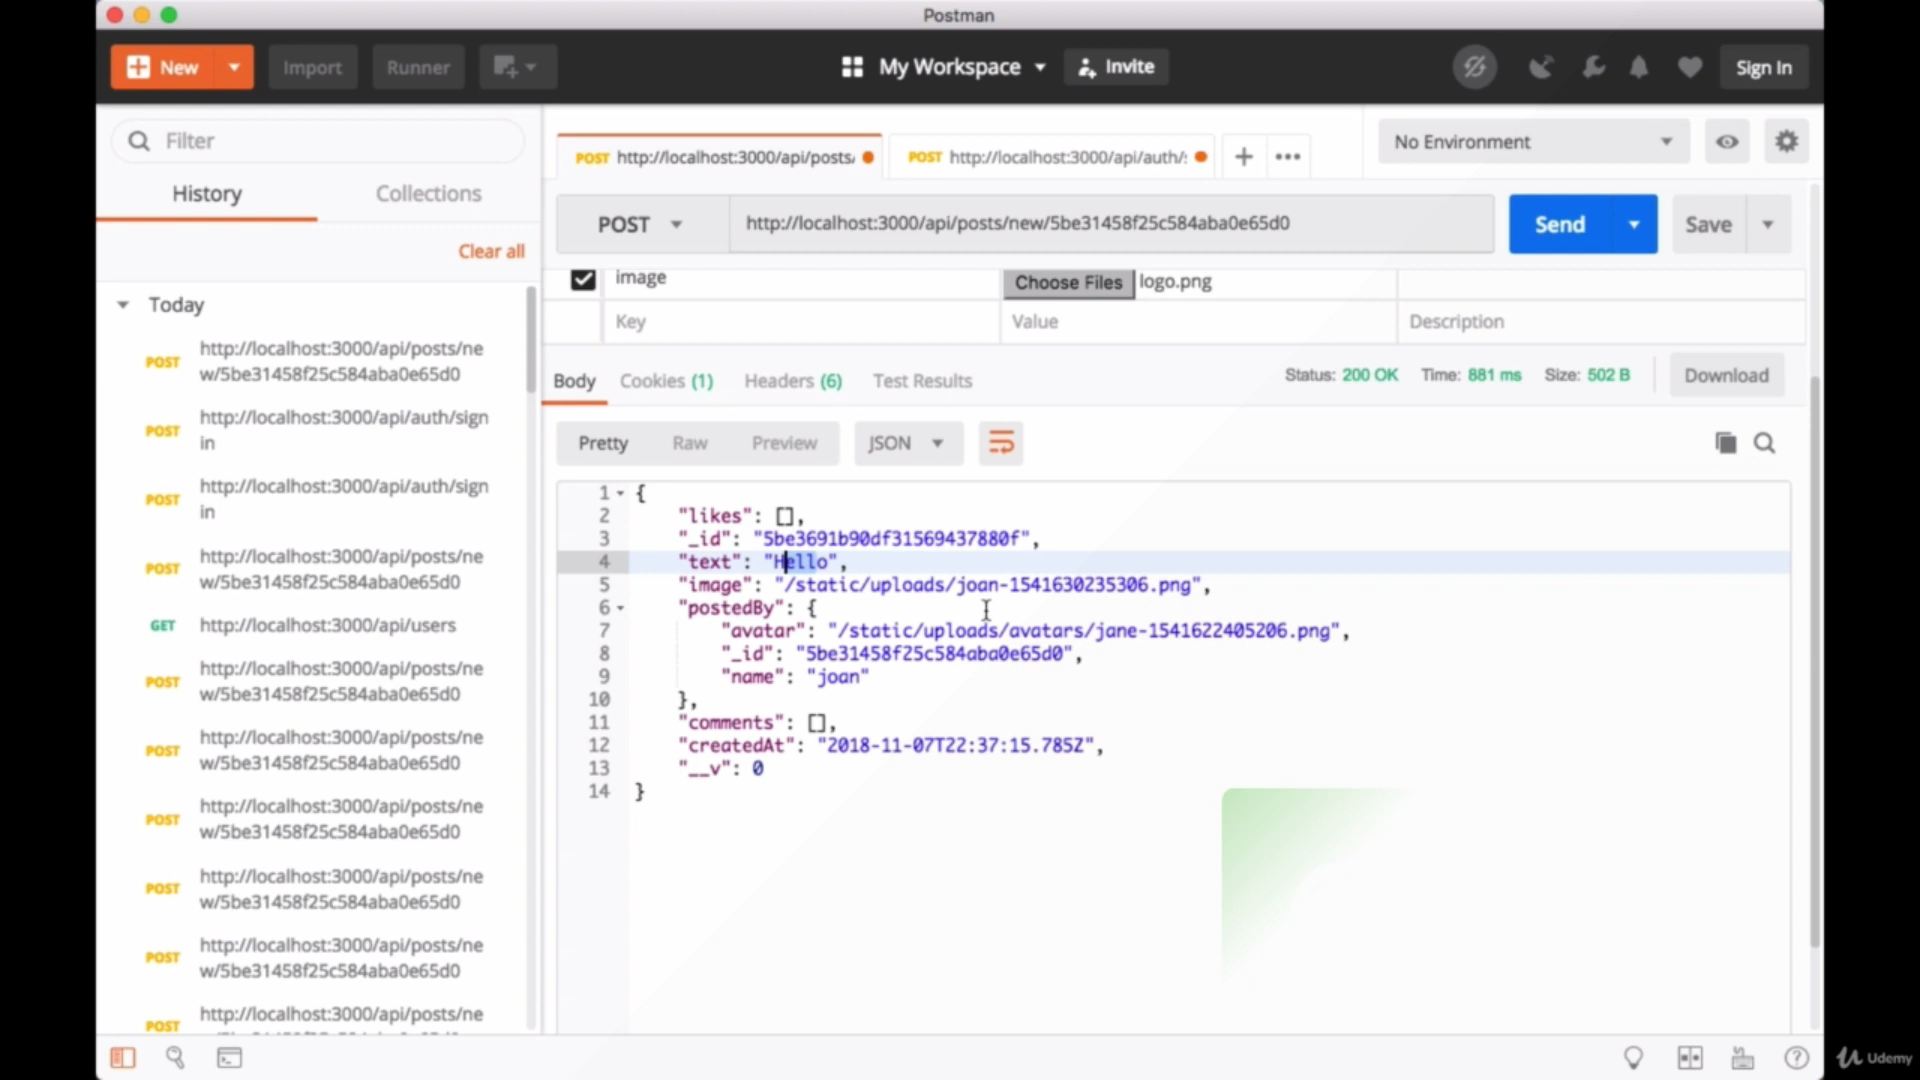 Postman
New
Import
Runner
My Workspace
Invite
Sign In
Filter
History
Collections
Clear all
Today
POST http://localhost:3000/api/posts/ne
w/5be31458f25c584aba0e65d0
POST http://localhost:3000/api/auth/sign
in
POST http://localhost:3000/api/auth/sign
in
POST http://localhost:3000/api/posts/ne
w/5be31458f25c584aba0e65d0
GET http://localhost:3000/api/users
POST http://localhost:3000/api/posts/ne
w/5be31458f25c584aba0e65d0
POST http://localhost:3000/api/posts/ne
w/5be31458f25c584aba0e65d0
POST http://localhost:3000/api/posts/ne
w/5be31458f25c584aba0e65d0
POST http://localhost:3000/api/posts/ne
w/5be31458f25c584aba0e65d0
POST http://localhost:3000/api/posts/ne
w/5be31458f25c584aba0e65d0
POST http://localhost:3000/api/posts/ne
POST http://localhost:3000/api/posts/
POST http://localhost:3000/api/auth/
No Environment
POST http://localhost:3000/api/posts/new/5be31458f25c584aba0e65d0
Send
Save
image Choose Files logo.png
Key Value Description
Body Cookies (1) Headers (6) Test Results
Status: 200 OK Time: 881 ms Size: 502 B
Download
Pretty Raw Preview JSON
1 {
2 "likes": [],
3 "_id": "5be3691b90df31569437880f",
4 "text": "Hello",
5 "image": "/static/uploads/joan-1541630235306.png",
6 "postedBy": {
7 "avatar": "/static/uploads/avatars/jane-1541622405206.png",
8 "_id": "5be31458f25c584aba0e65d0",
9 "name": "joan"
10 },
11 "comments": [],
12 "createdAt": "2018-11-07T22:37:15.785Z",
13 "__v": 0
14 }
Udemy